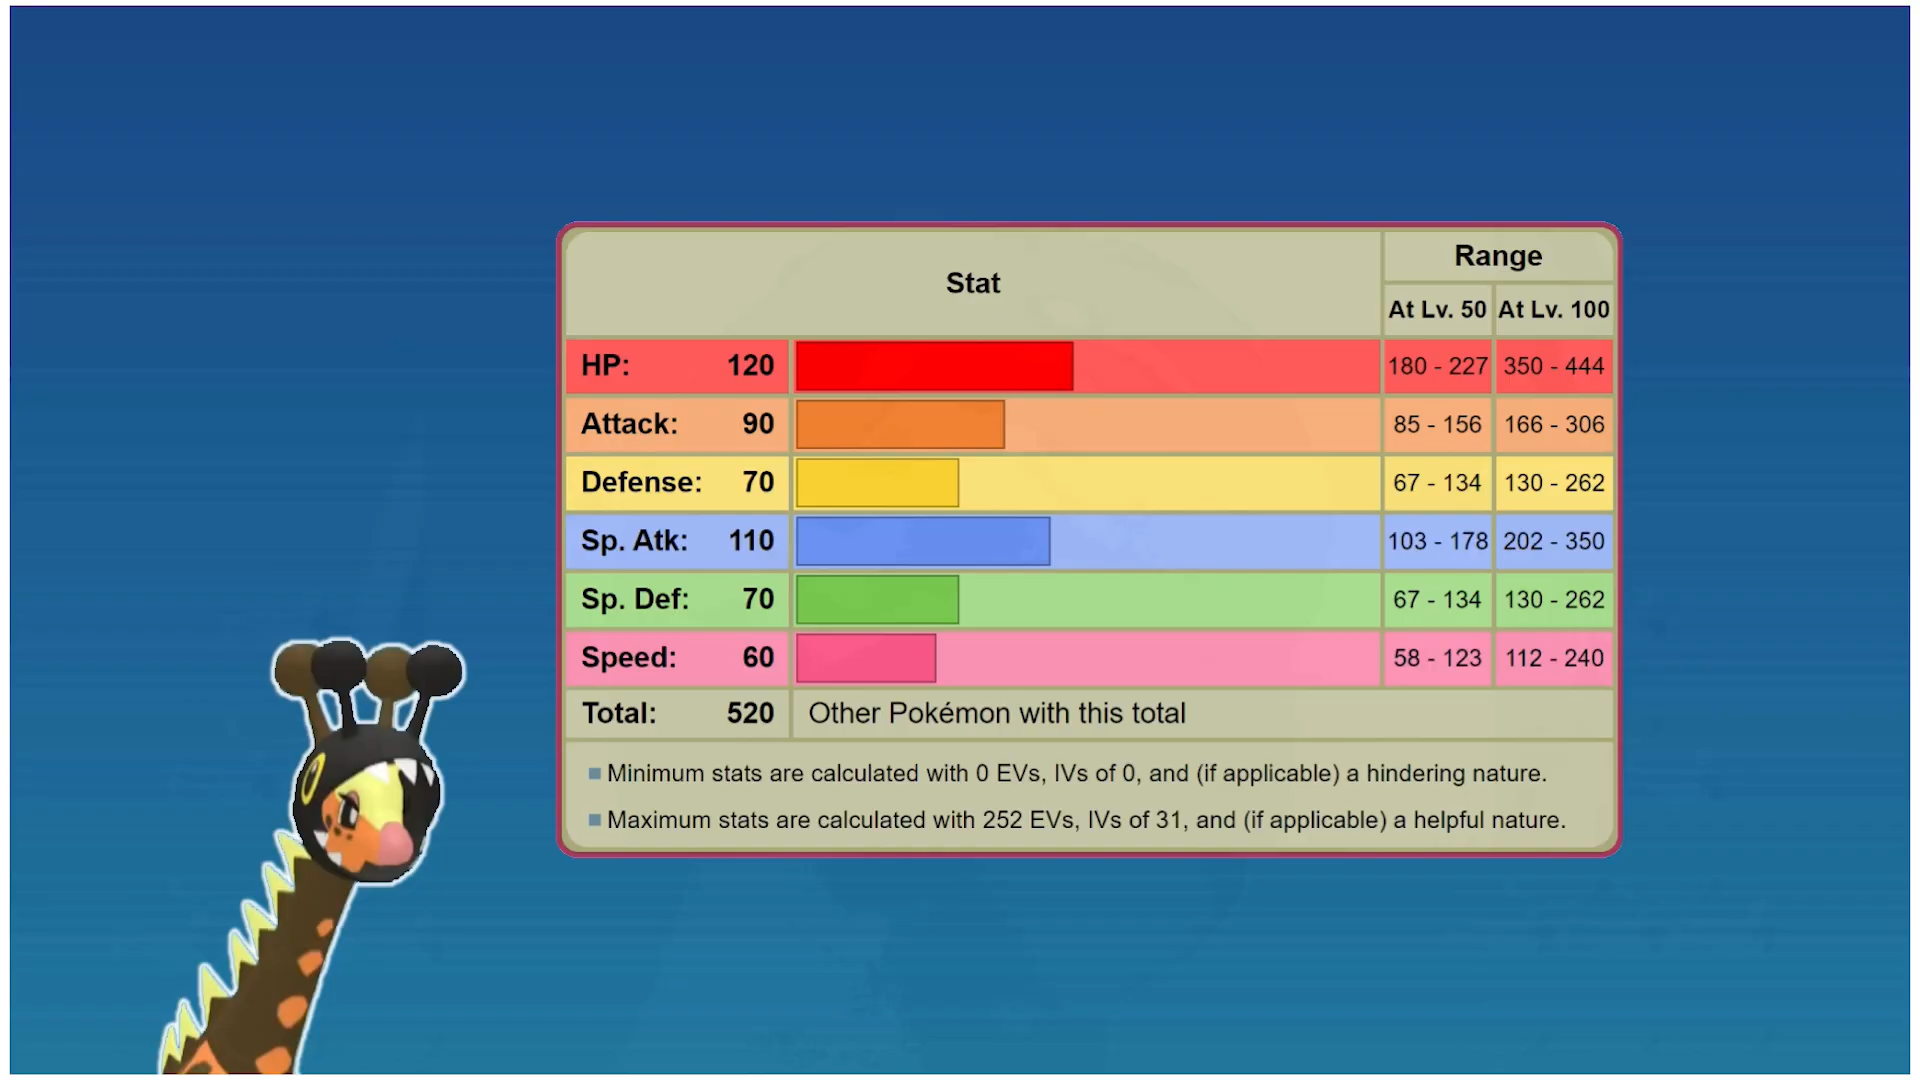 Stat Range
At Lv. 50 At Lv. 100
HP: 120 180 - 227 350 - 444
Attack: 90 85 - 156 166 - 306
Defense: 70 67 - 134 130 - 262
Sp. Atk: 110 103 - 178 202 - 350
Sp. Def: 70 67 - 134 130 - 262
Speed: 60 58 - 123 112 - 240
Total: 520 Other Pokémon with this total
Minimum stats are calculated with 0 EVs, IVs of 0, and (if applicable) a hindering nature.
Maximum stats are calculated with 252 EVs, IVs of 31, and (if applicable) a helpful nature.